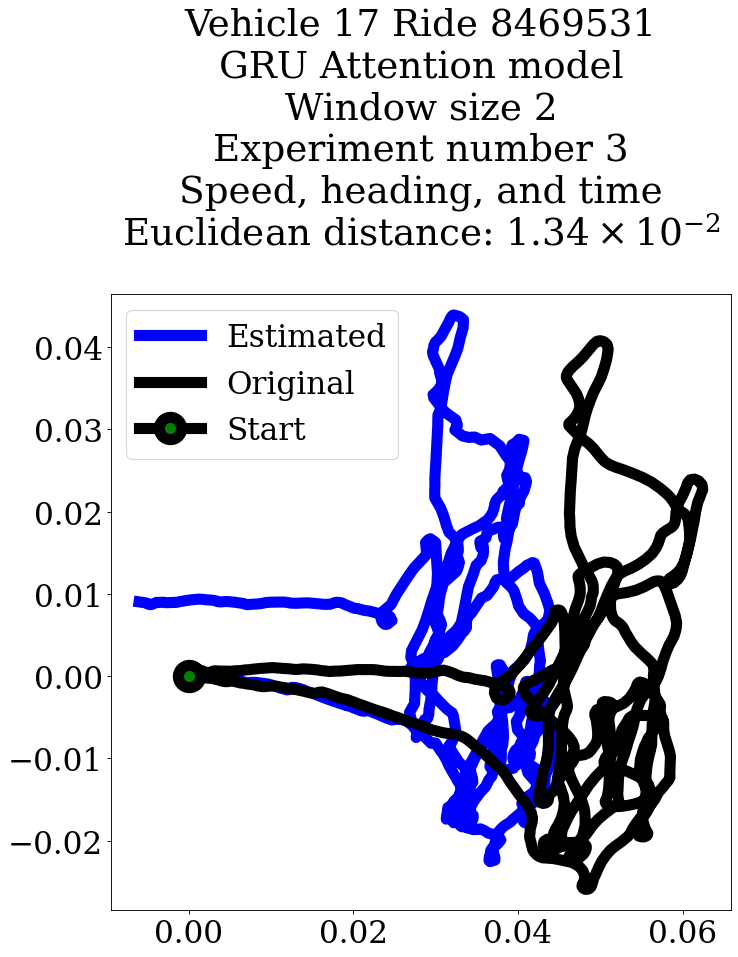 Vehicle 17 Ride 8469531
GRU Attention model
Window size 2
Experiment number 3
Speed, heading, and time
Euclidean distance: 1.34 × 10⁻²
Estimated
Original
Start
0.04
0.03
0.02
0.01
0.00
−0.01
−0.02
0.00 0.02 0.04 0.06